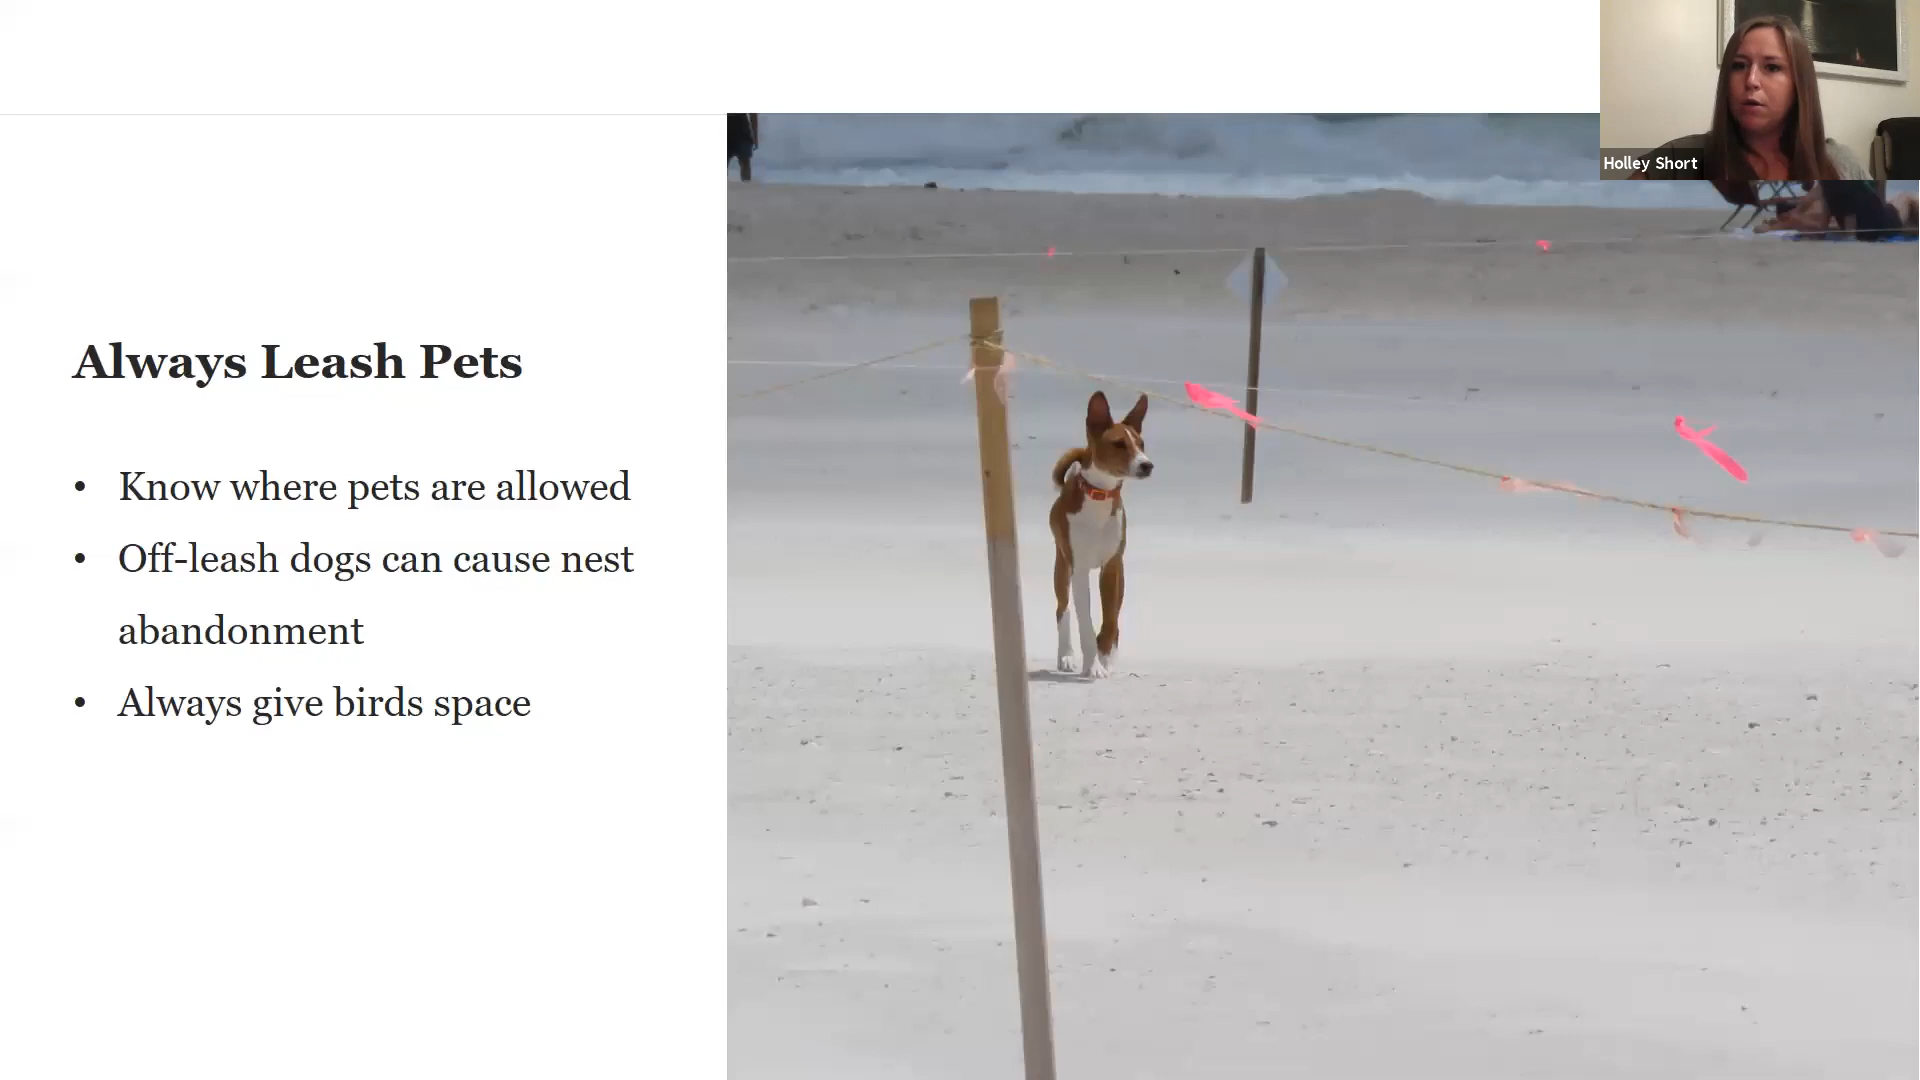 Holley Short
Always Leash Pets
• Know where pets are allowed
• Off-leash dogs can cause nest
abandonment
• Always give birds space